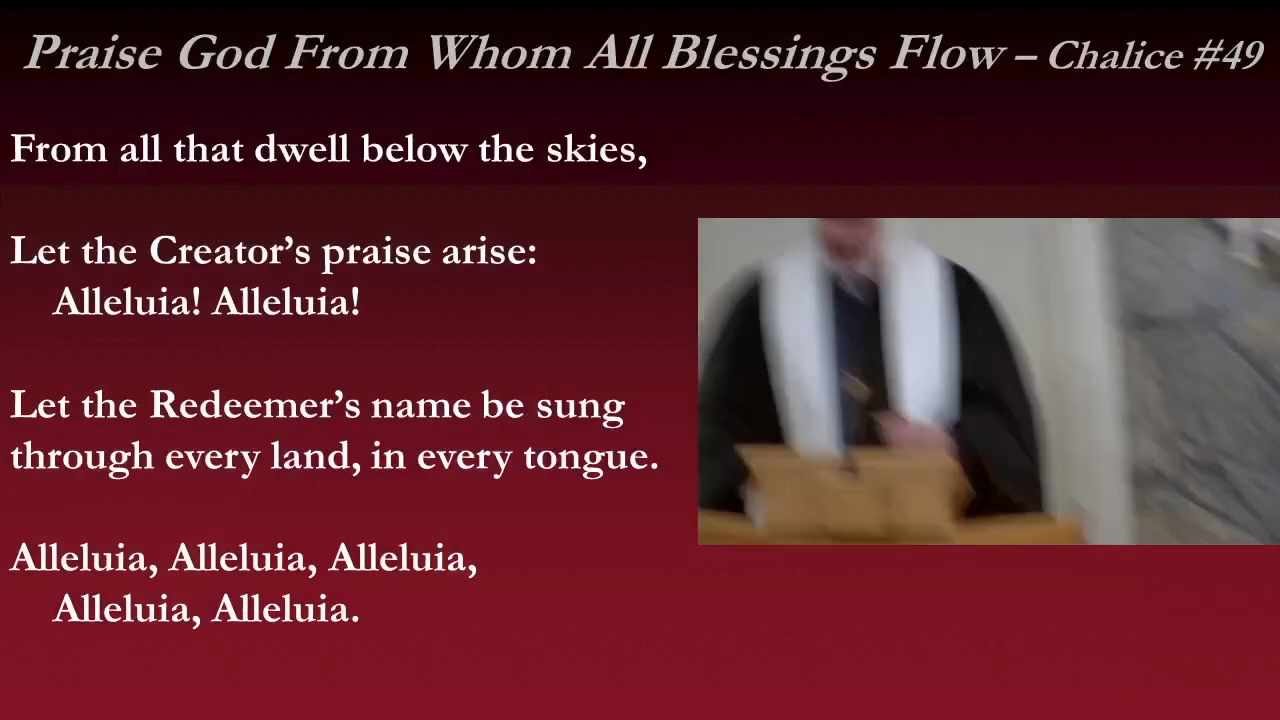 Praise God From Whom All Blessings Flow – Chalice #49
From all that dwell below the skies,
Let the Creator’s praise arise:
Alleluia! Alleluia!
Let the Redeemer’s name be sung
through every land, in every tongue.
Alleluia, Alleluia, Alleluia,
Alleluia, Alleluia.